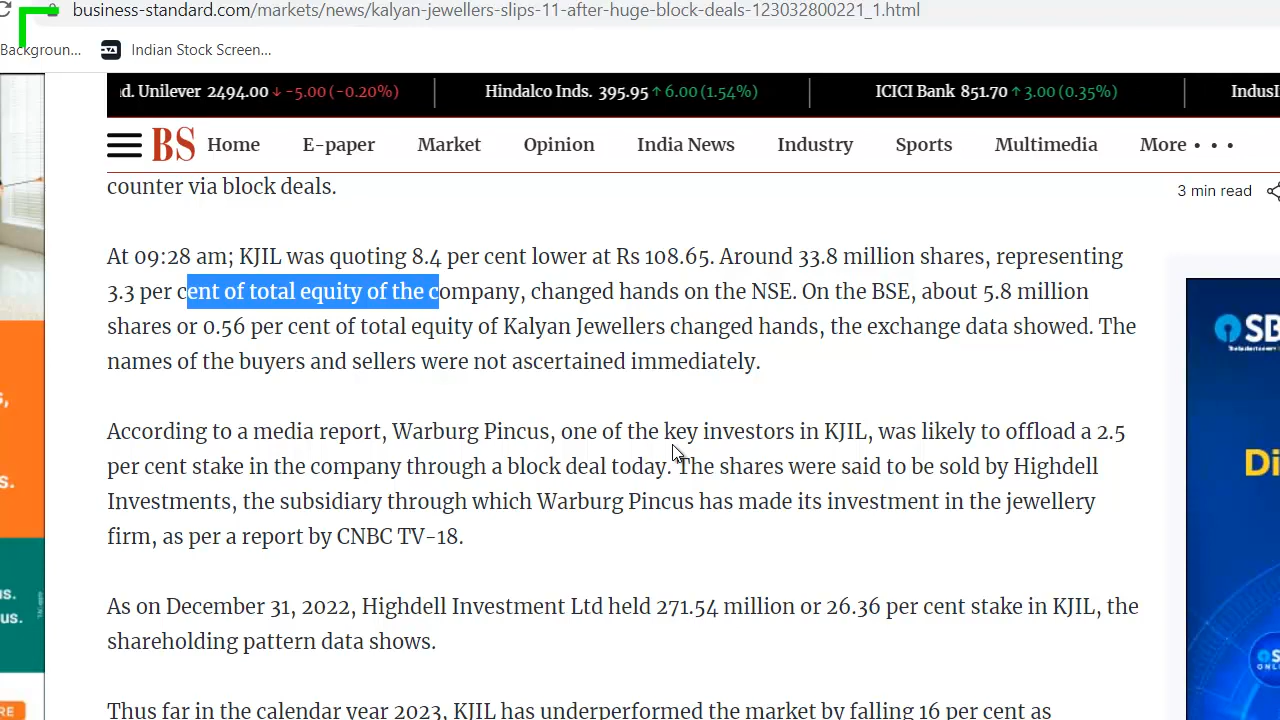 business-standard.com/markets/news/kalyan-jewellers-slips-11-after-huge-block-deals-123032800221_1.html
Backgroun... Indian Stock Screen...
d. Unilever 2494.00 ↓ -5.00 (-0.20%) Hindalco Inds. 395.95 ↑ 6.00 (1.54%) ICICI Bank 851.70 ↑ 3.00 (0.35%) IndusI
BS Home E-paper Market Opinion India News Industry Sports Multimedia More • • •
counter via block deals.
3 min read
At 09:28 am; KJIL was quoting 8.4 per cent lower at Rs 108.65. Around 33.8 million shares, representing
3.3 per cent of total equity of the company, changed hands on the NSE. On the BSE, about 5.8 million
shares or 0.56 per cent of total equity of Kalyan Jewellers changed hands, the exchange data showed. The
names of the buyers and sellers were not ascertained immediately.
According to a media report, Warburg Pincus, one of the key investors in KJIL, was likely to offload a 2.5
per cent stake in the company through a block deal today. The shares were said to be sold by Highdell
Investments, the subsidiary through which Warburg Pincus has made its investment in the jewellery
firm, as per a report by CNBC TV-18.
As on December 31, 2022, Highdell Investment Ltd held 271.54 million or 26.36 per cent stake in KJIL, the
shareholding pattern data shows.
Thus far in the calendar year 2023, KJIL has underperformed the market by falling 16 per cent as
s,
s.
us.
us.
RE
SB
Di